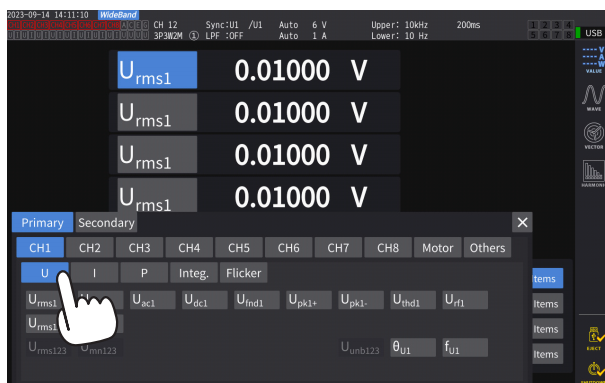 2023-09-14 14:11:10 WideBand
CH 12 Sync:U1 /U1 Auto 6 V Upper: 10kHz 200ms
3P3W2M ① LPF :OFF Auto 1 A Lower: 10 Hz
1 2 3 4
5 6 7 8
USB
Urms1 0.01000 V
Urms1 0.01000 V
Urms1 0.01000 V
Urms1 0.01000 V
V
A
W
VALUE
WAVE
VECTOR
HARMONIC
Primary Secondary ×
CH1 CH2 CH3 CH4 CH5 CH6 CH7 CH8 Motor Others
U I P Integ. Flicker
Urms1 Uac1 Udc1 Ufnd1 Upk1+ Upk1- Uthd1 Urf1
Urms1
Urms123 Umn123 Uunb123 θU1 fU1
Items
Items
Items
Items
EJECT
SHUTDOWN